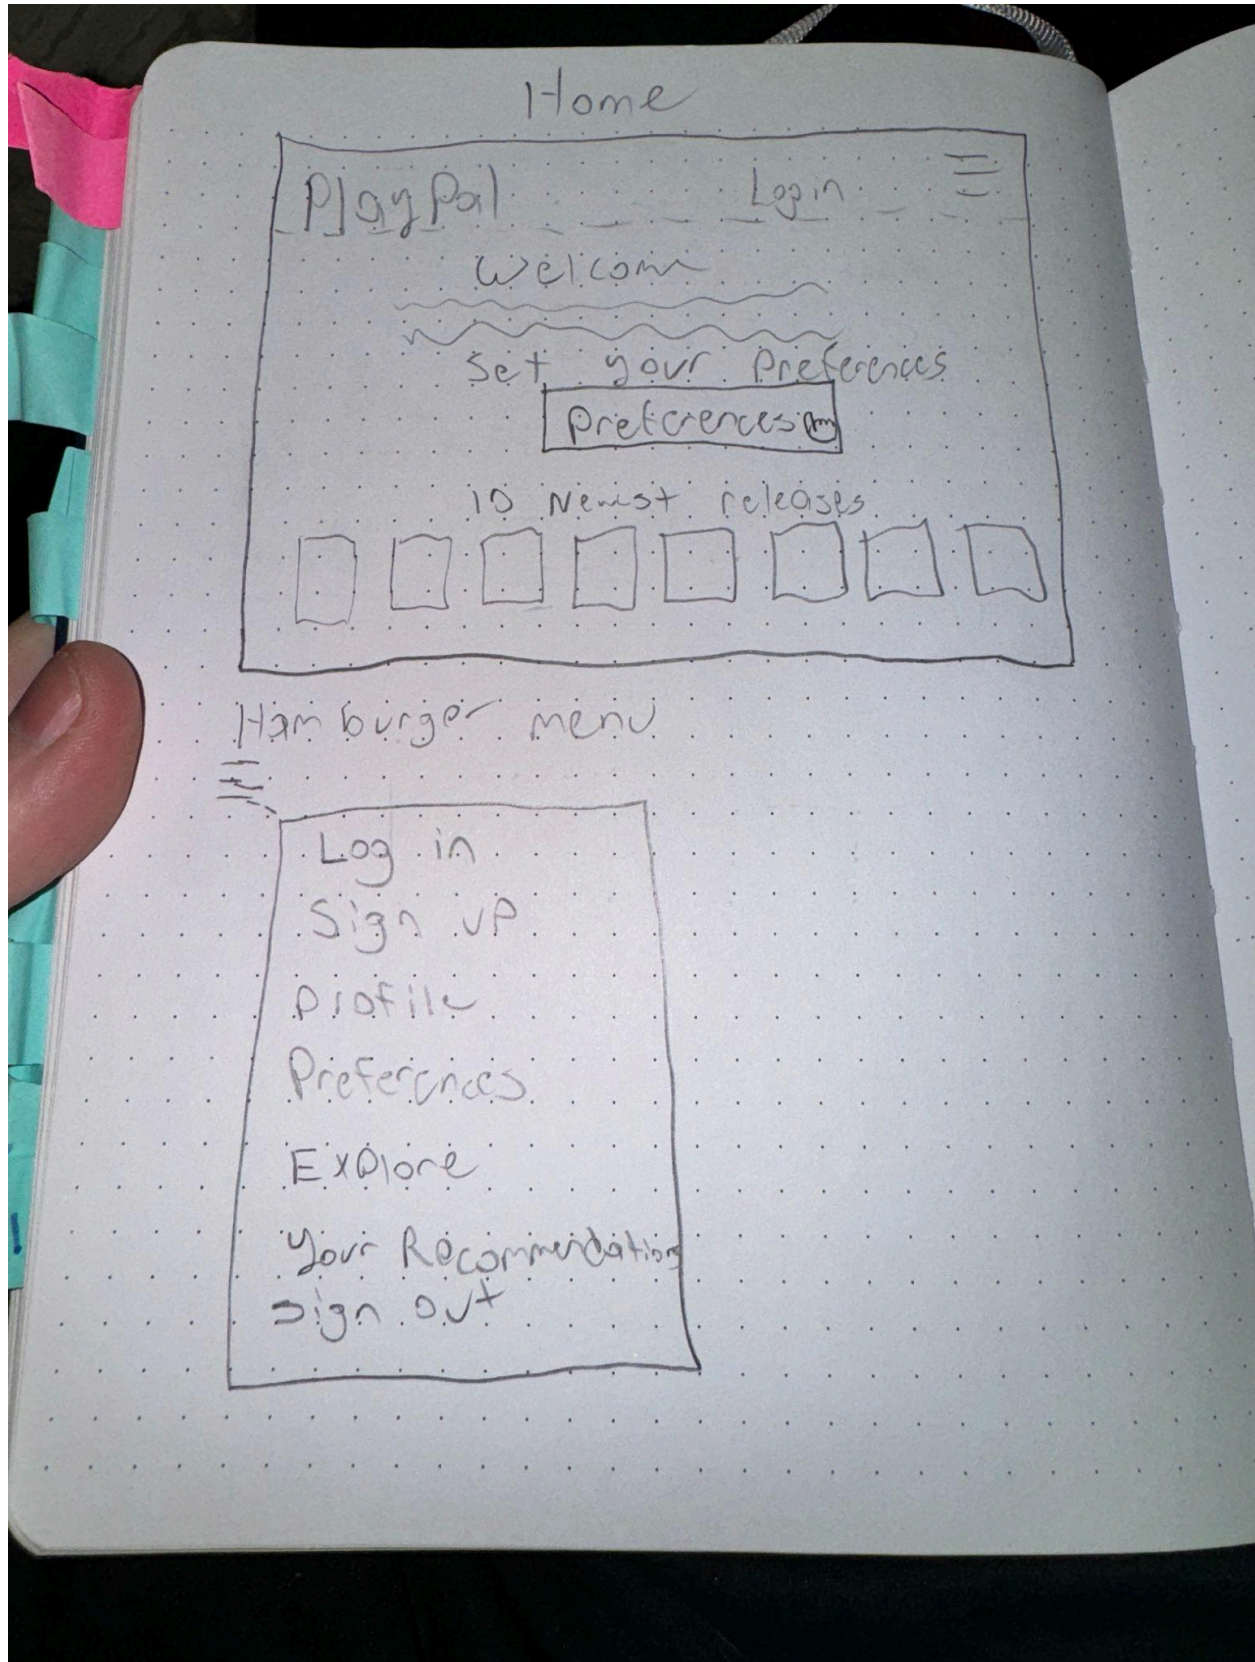 Home
PlayPal Login
Welcome
Set your Preferences
Preferences
10 Newest releases
Hamburger menu
Log in
Sign up
Profile
Preferences
Explore
Your Recommendations
Sign out